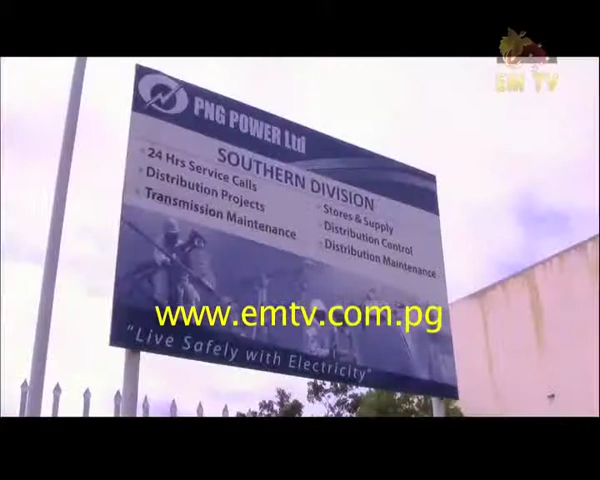 EM TV
PNG POWER Ltd
SOUTHERN DIVISION
24 Hrs Service Calls
Distribution Projects
Transmission Maintenance
Stores & Supply
Distribution Control
Distribution Maintenance
www.emtv.com.pg
"Live Safely with Electricity"